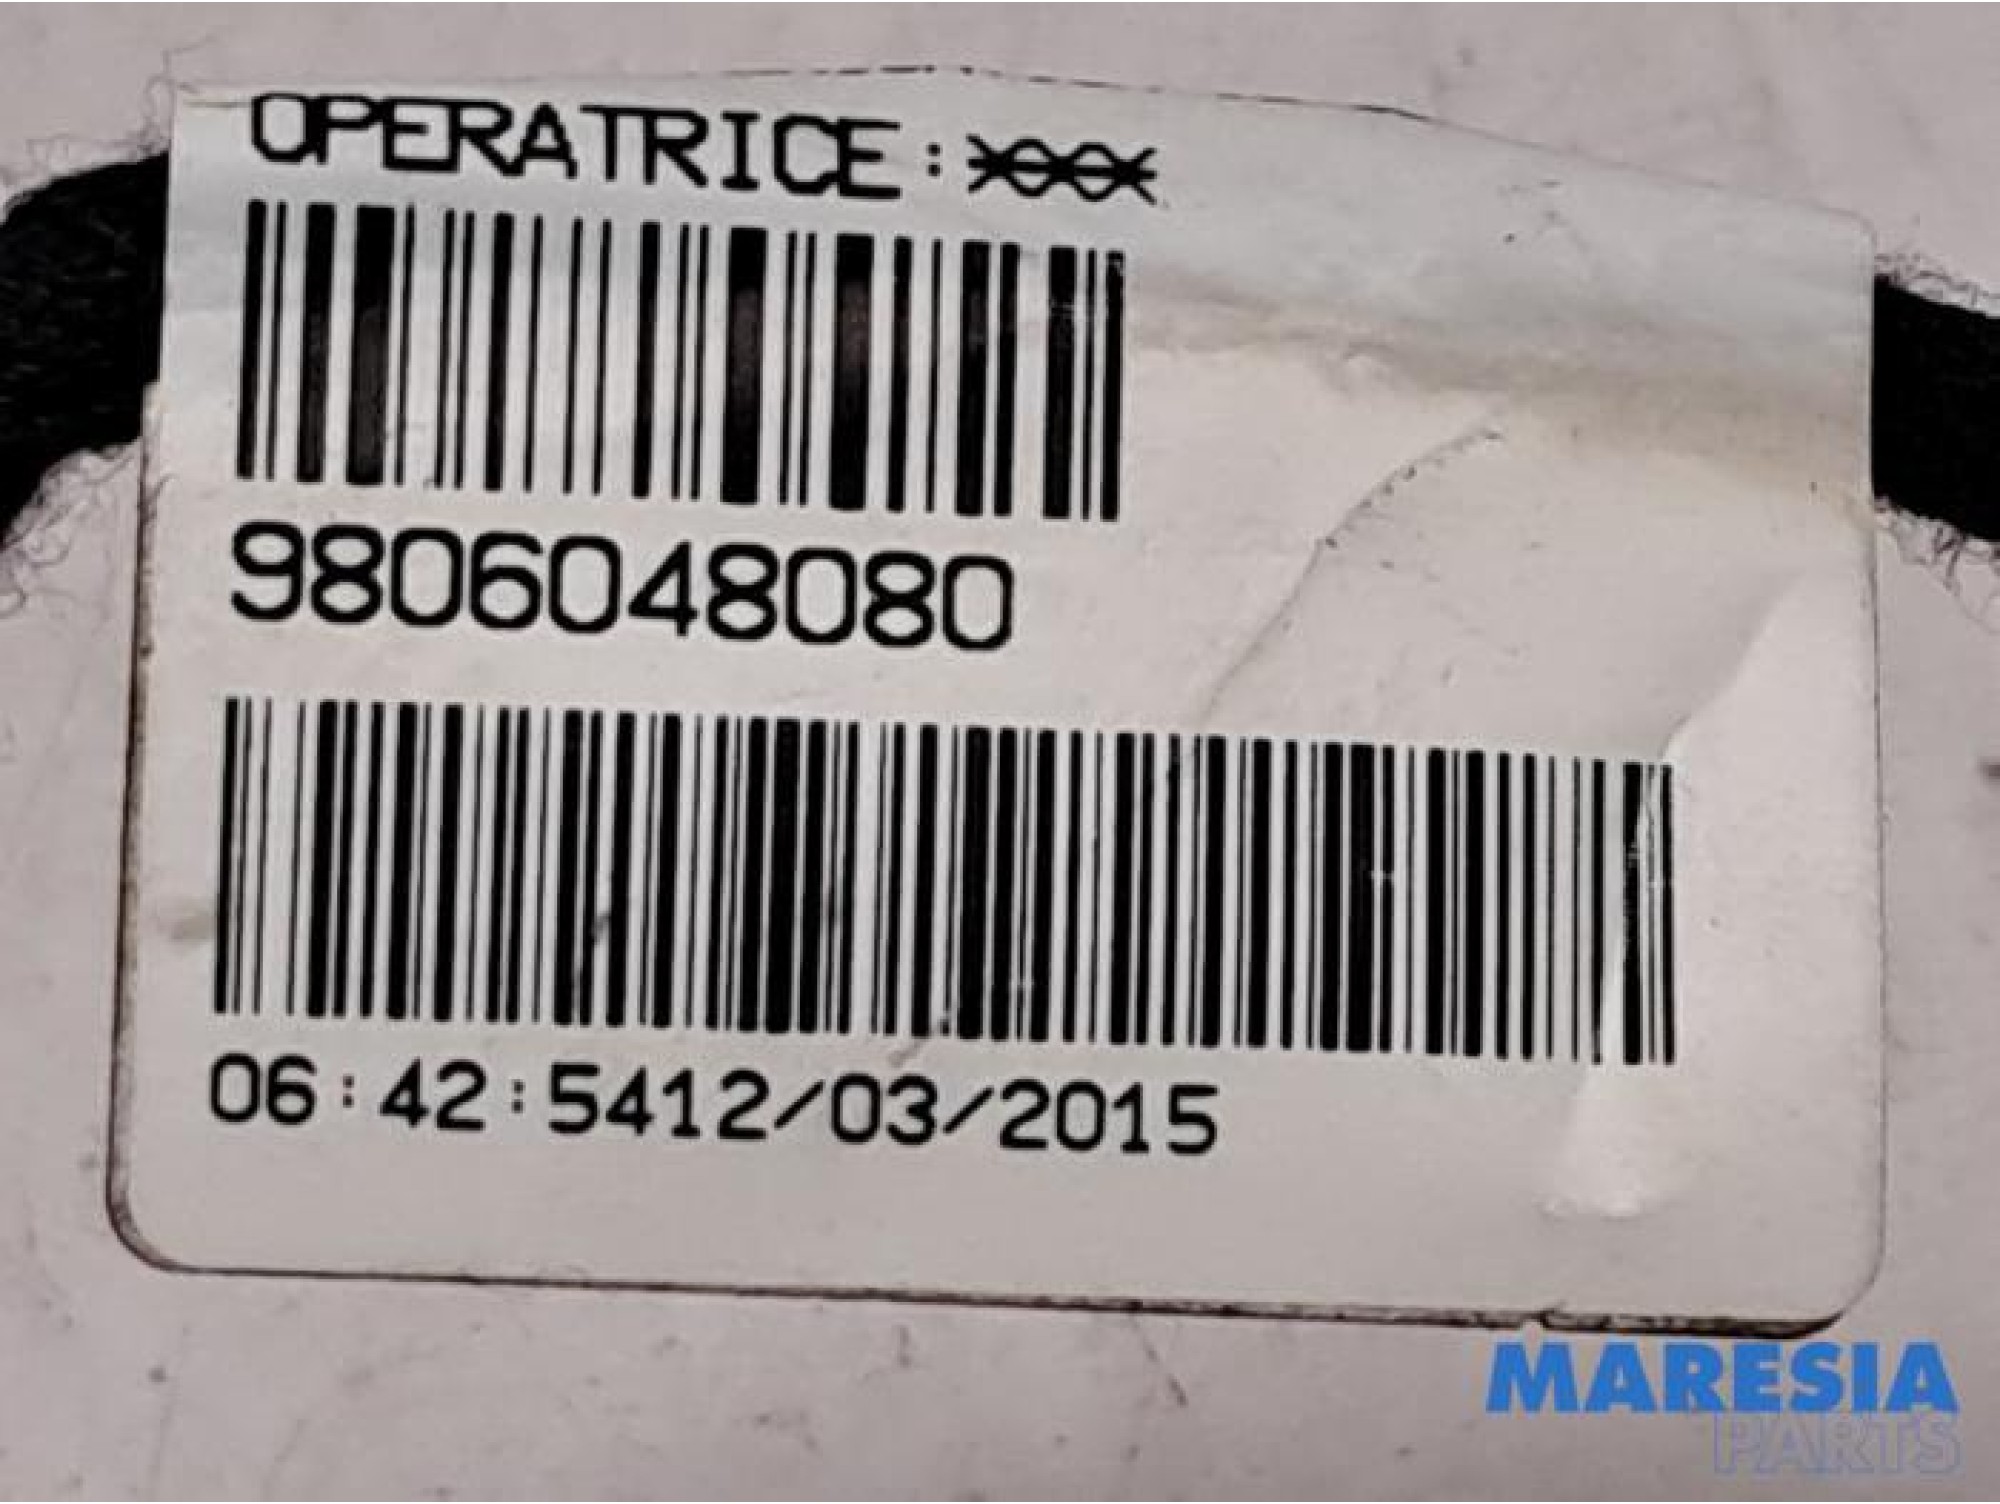 OPERATRICE:***
9806048080
06:42:5412/03/2015
MARESIA
PARTS